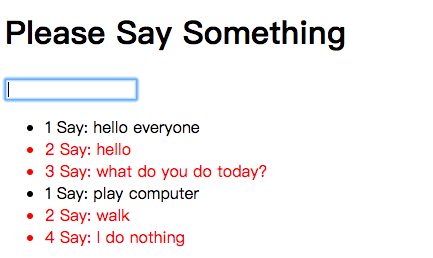 Please Say Something
1 Say: hello everyone
2 Say: hello
3 Say: what do you do today?
1 Say: play computer
2 Say: walk
4 Say: I do nothing